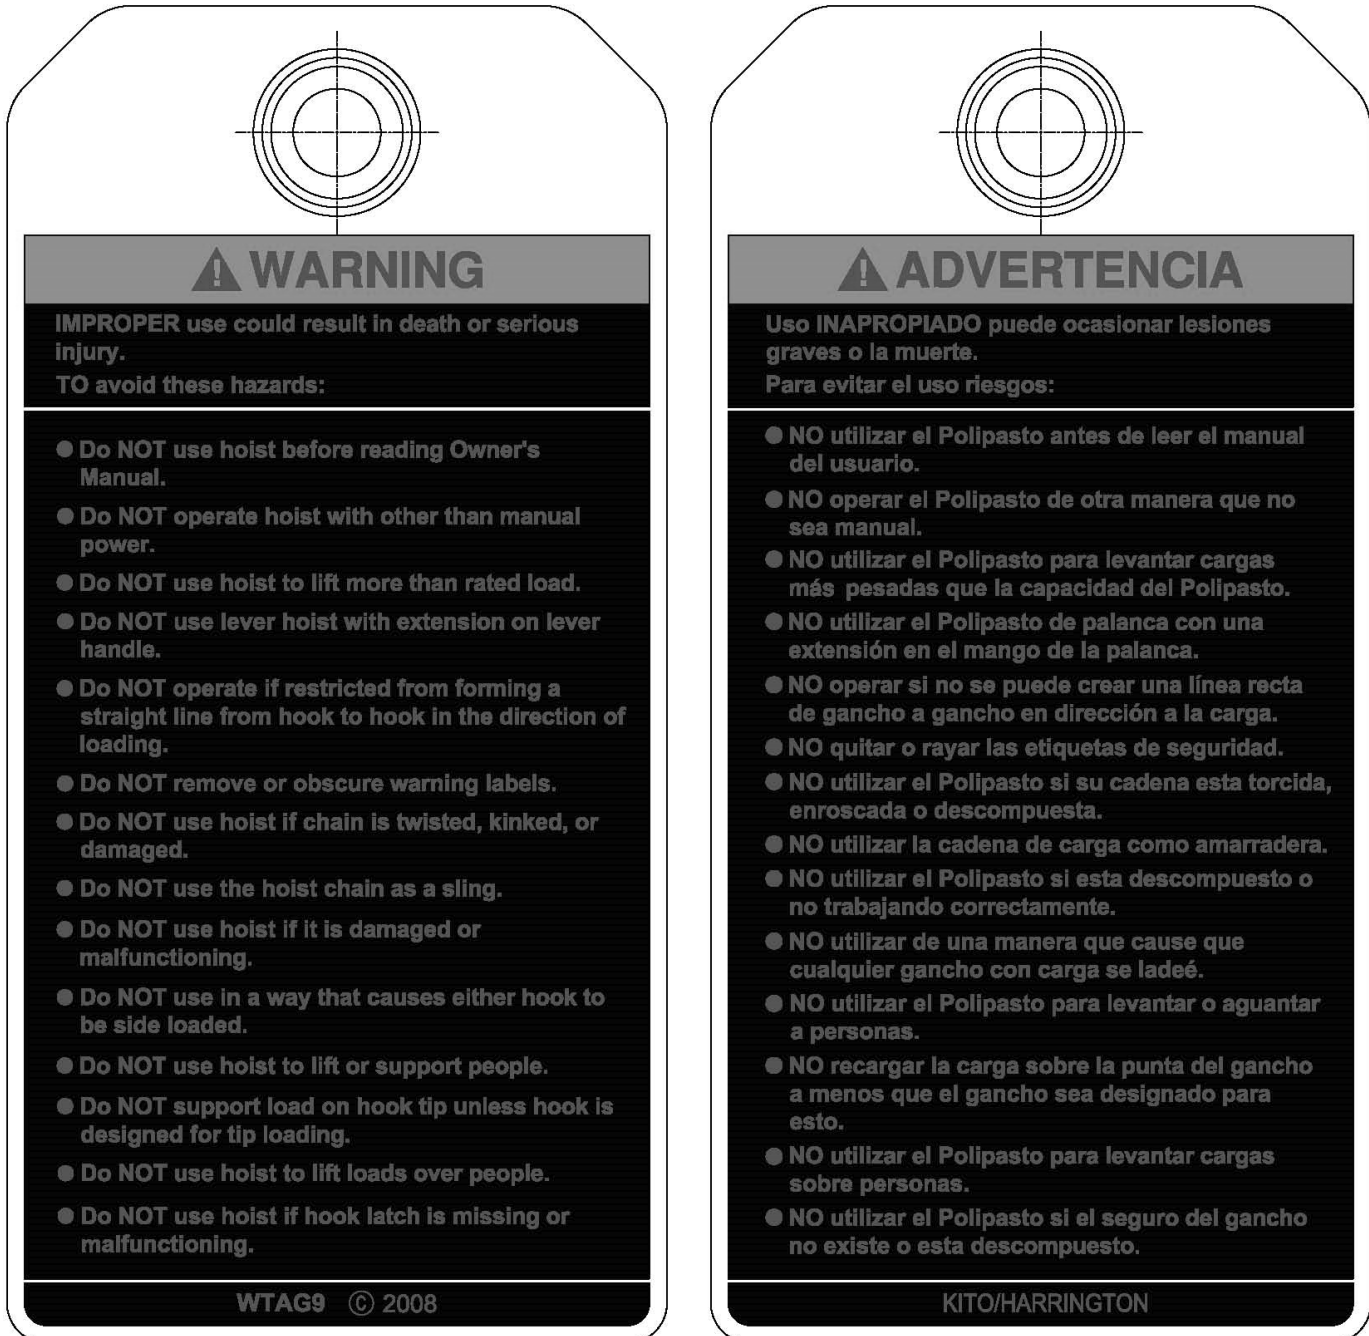 WARNING
IMPROPER use could result in death or serious
injury.
TO avoid these hazards:
● Do NOT use hoist before reading Owner's
Manual.
● Do NOT operate hoist with other than manual
power.
● Do NOT use hoist to lift more than rated load.
● Do NOT use lever hoist with extension on lever
handle.
● Do NOT operate if restricted from forming a
straight line from hook to hook in the direction of
loading.
● Do NOT remove or obscure warning labels.
● Do NOT use hoist if chain is twisted, kinked, or
damaged.
● Do NOT use the hoist chain as a sling.
● Do NOT use hoist if it is damaged or
malfunctioning.
● Do NOT use in a way that causes either hook to
be side loaded.
● Do NOT use hoist to lift or support people.
● Do NOT support load on hook tip unless hook is
designed for tip loading.
● Do NOT use hoist to lift loads over people.
● Do NOT use hoist if hook latch is missing or
malfunctioning.
WTAG9 © 2008
ADVERTENCIA
Uso INAPROPIADO puede ocasionar lesiones
graves o la muerte.
Para evitar el uso riesgos:
● NO utilizar el Polipasto antes de leer el manual
del usuario.
● NO operar el Polipasto de otra manera que no
sea manual.
● NO utilizar el Polipasto para levantar cargas
más pesadas que la capacidad del Polipasto.
● NO utilizar el Polipasto de palanca con una
extensión en el mango de la palanca.
● NO operar si no se puede crear una línea recta
de gancho a gancho en dirección a la carga.
● NO quitar o rayar las etiquetas de seguridad.
● NO utilizar el Polipasto si su cadena esta torcida,
enroscada o descompuesta.
● NO utilizar la cadena de carga como amarradera.
● NO utilizar el Polipasto si esta descompuesto o
no trabajando correctamente.
● NO utilizar de una manera que cause que
cualquier gancho con carga se ladeé.
● NO utilizar el Polipasto para levantar o aguantar
a personas.
● NO recargar la carga sobre la punta del gancho
a menos que el gancho sea designado para
esto.
● NO utilizar el Polipasto para levantar cargas
sobre personas.
● NO utilizar el Polipasto si el seguro del gancho
no existe o esta descompuesto.
KITO/HARRINGTON